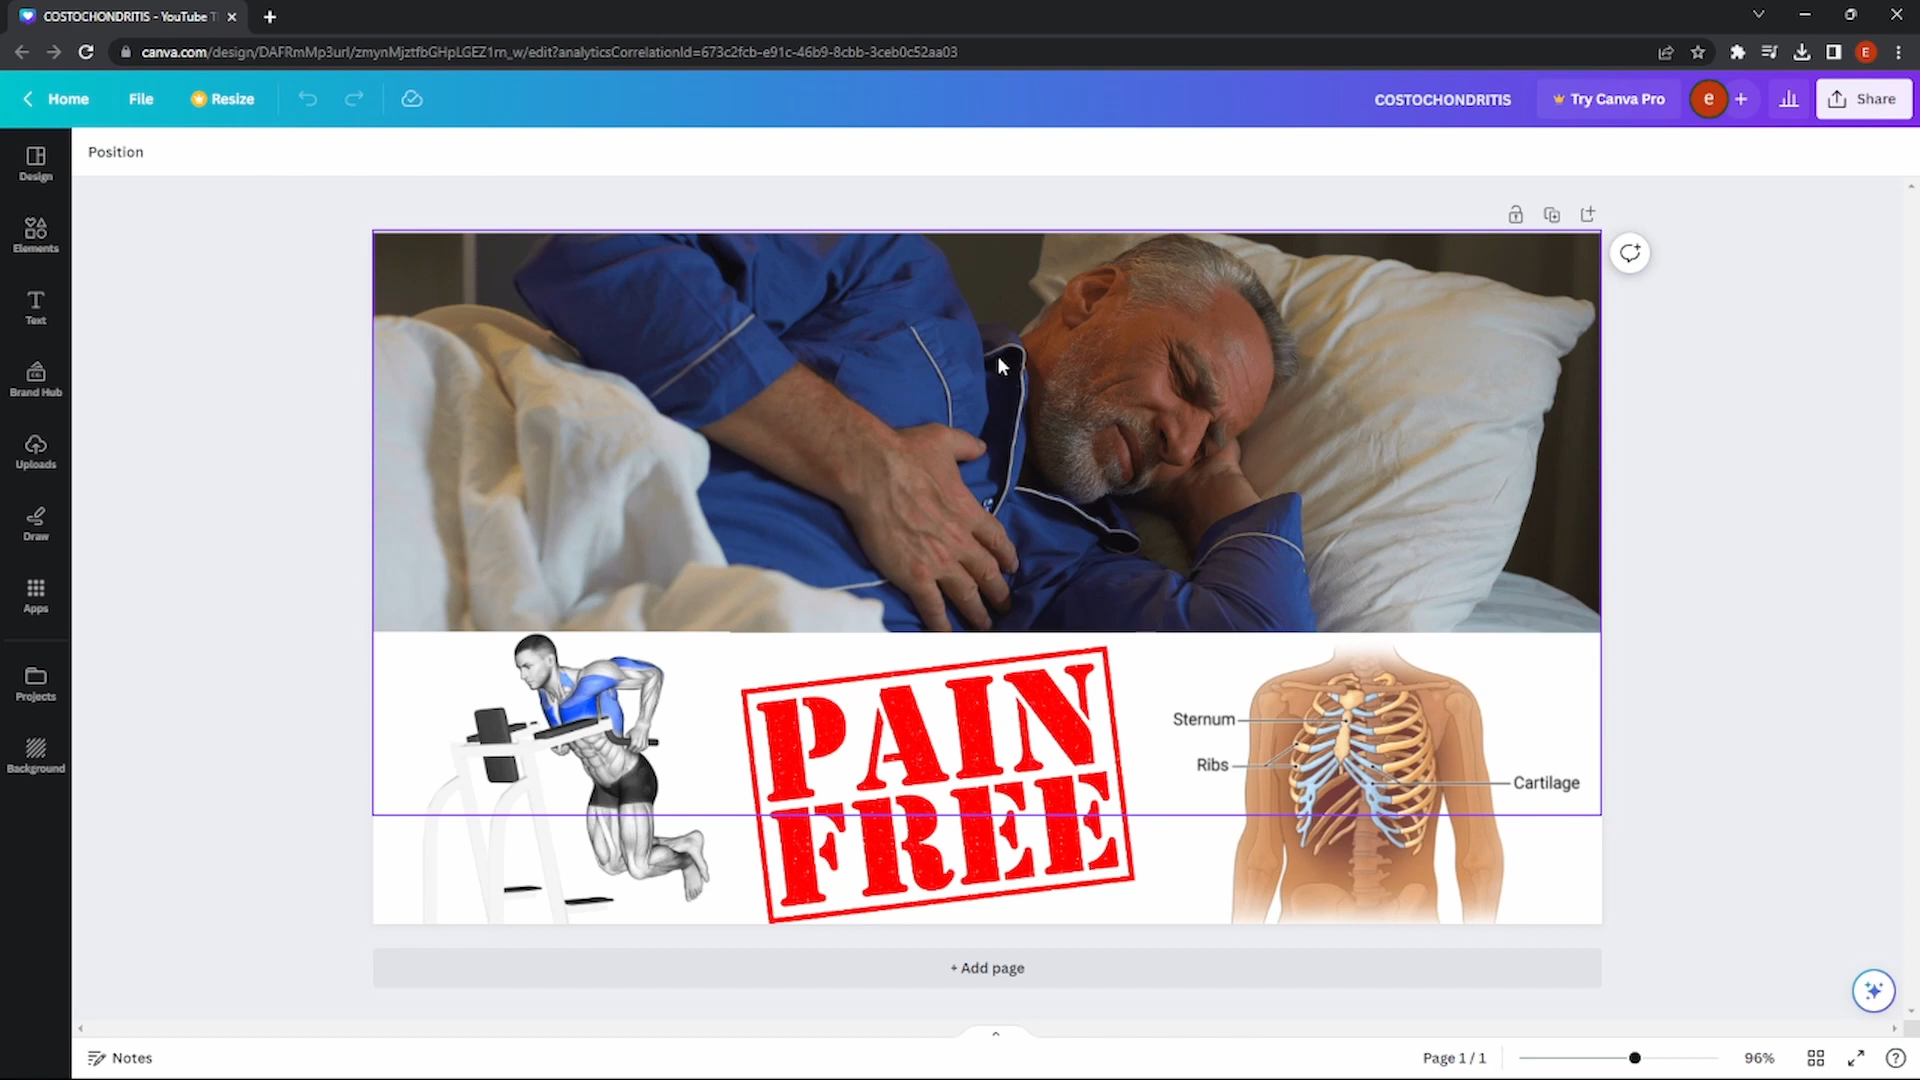 COSTOCHONDRITIS - YouTube T
canva.com/design/DAFRmMp3urI/zmynMjztfbGHpLGEZ1m_w/edit?analyticsCorrelationId=673c2fcb-e91c-46b9-8cbb-3ceb0c52aa03
E
Home
File
Resize
COSTOCHONDRITIS
Try Canva Pro
e
Share
Position
Design
Elements
Text
Brand Hub
Uploads
Draw
Apps
Projects
Background
PAIN
FREE
Sternum
Ribs
Cartilage
+ Add page
Notes
Page 1 / 1
96%